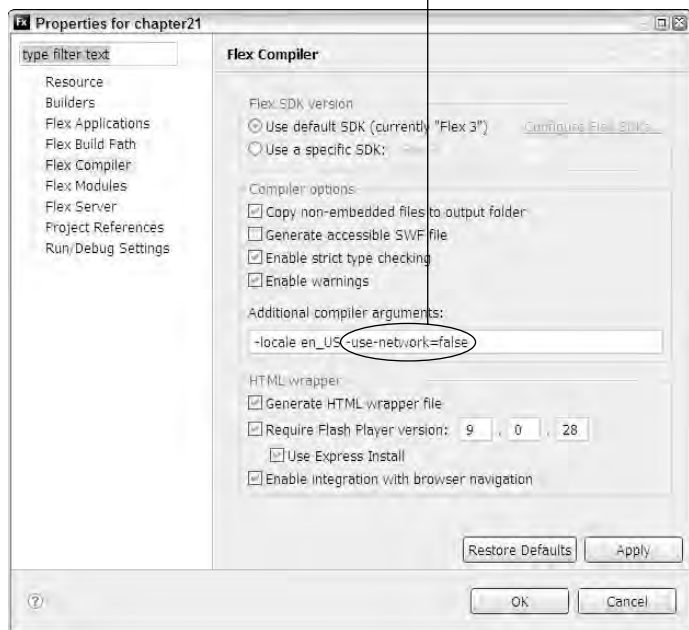 Fx Properties for chapter21
type filter text
Resource
Builders
Flex Applications
Flex Build Path
Flex Compiler
Flex Modules
Flex Server
Project References
Run/Debug Settings
Flex Compiler
Flex SDK version
Use default SDK (currently "Flex 3")
Configure Flex SDKs...
Use a specific SDK:
Compiler options
Copy non-embedded files to output folder
Generate accessible SWF file
Enable strict type checking
Enable warnings
Additional compiler arguments:
-locale en_US -use-network=false
HTML wrapper
Generate HTML wrapper file
Require Flash Player version: 9 . 0 . 28
Use Express Install
Enable integration with browser navigation
Restore Defaults
Apply
?
OK
Cancel